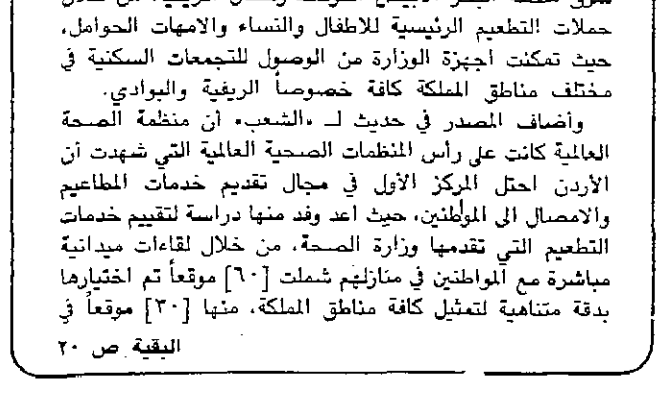 حملات التطعيم الرئيسية للاطفال والنساء والامهات الحوامل،
حيث تمكنت اجهزة الوزارة من الوصول للتجمعات السكنية في
مختلف مناطق المملكة كافة خصوصاً الريفية والبوادي.
وأضاف المصدر في حديث لـ «الشعب» ان منظمة الصحة
العالمية كانت على رأس المنظمات الصحية العالمية التي شهدت أن
الأردن احتل المركز الأول في مجال تقديم خدمات المطاعيم
والامصال الى المواطنين، حيث اعد وفد منها دراسة لتقييم خدمات
التطعيم التي تقدمها وزارة الصحة، من خلال لقاءات ميدانية
مباشرة مع المواطنين في منازلهم شملت [٦٠] موقعاً تم اختيارها
بدقة متناهية لتمثيل كافة مناطق المملكة، منها [٣٠] موقعاً في
البقية ص ٢٠